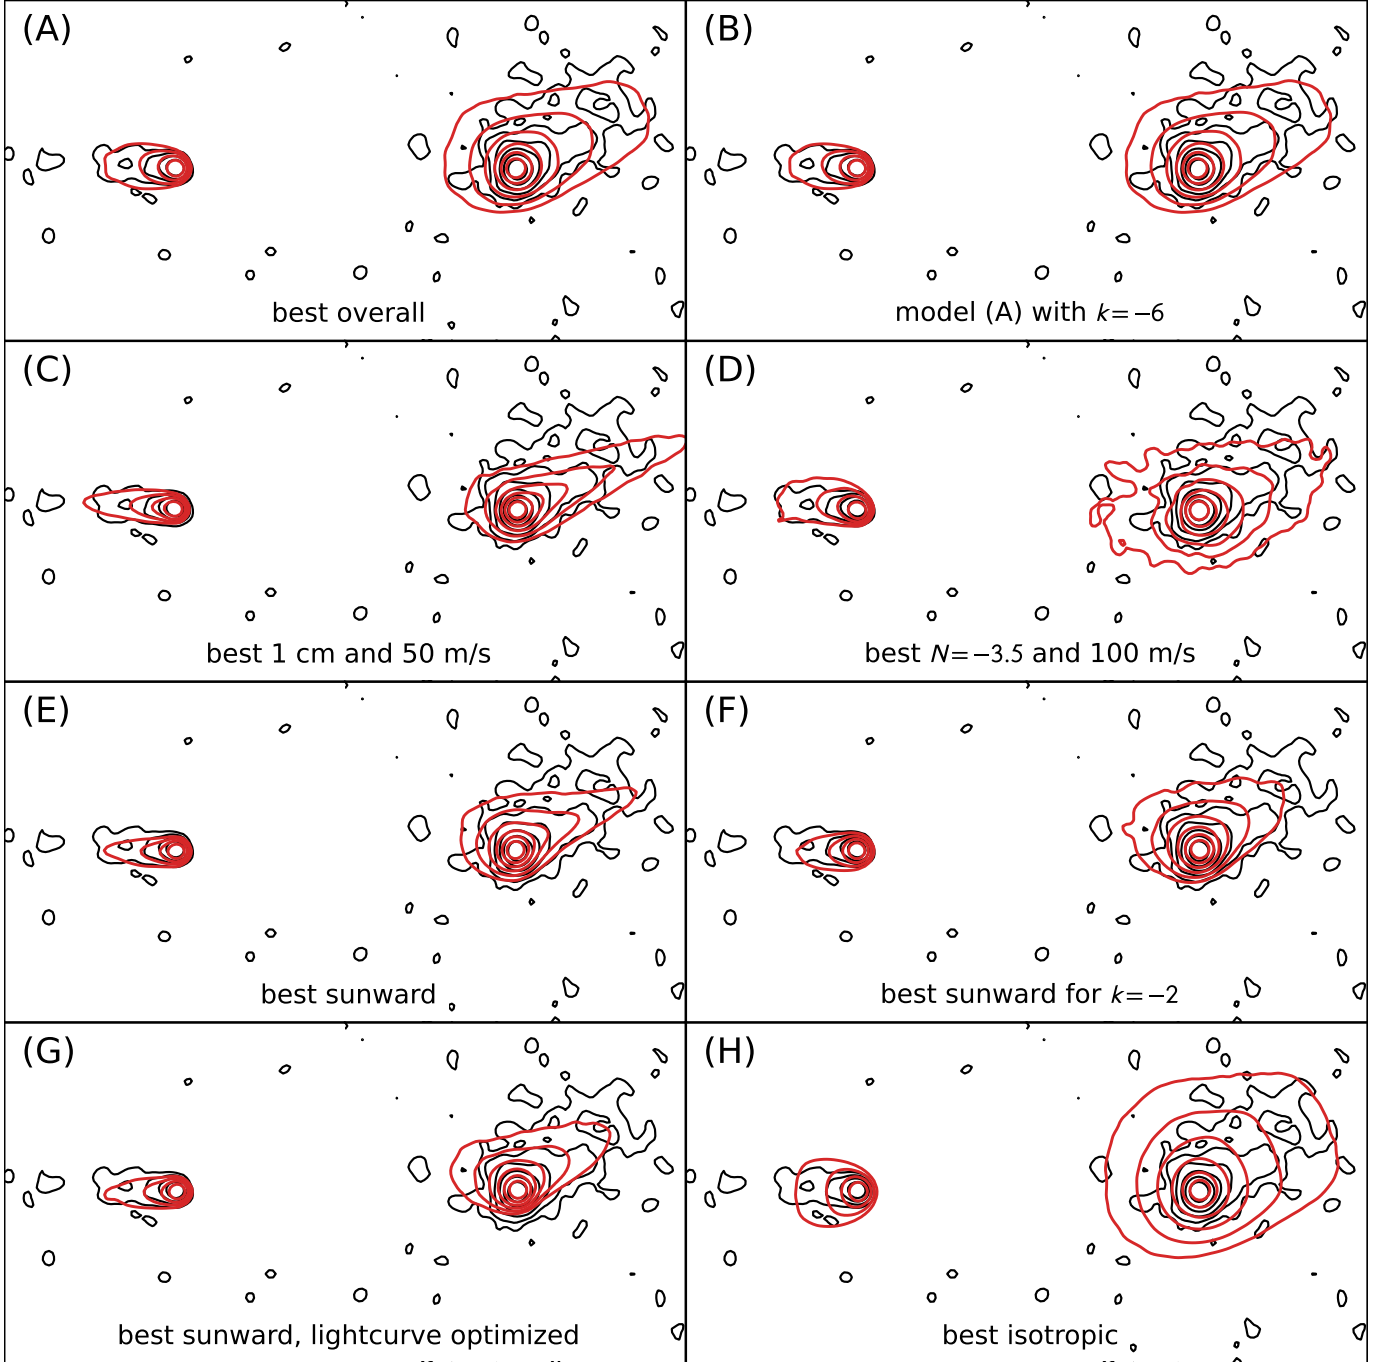 (A)
best overall
(B)
model (A) with k=−6
(C)
best 1 cm and 50 m/s
(D)
best N=−3.5 and 100 m/s
(E)
best sunward
(F)
best sunward for k=−2
(G)
best sunward, lightcurve optimized
(H)
best isotropic